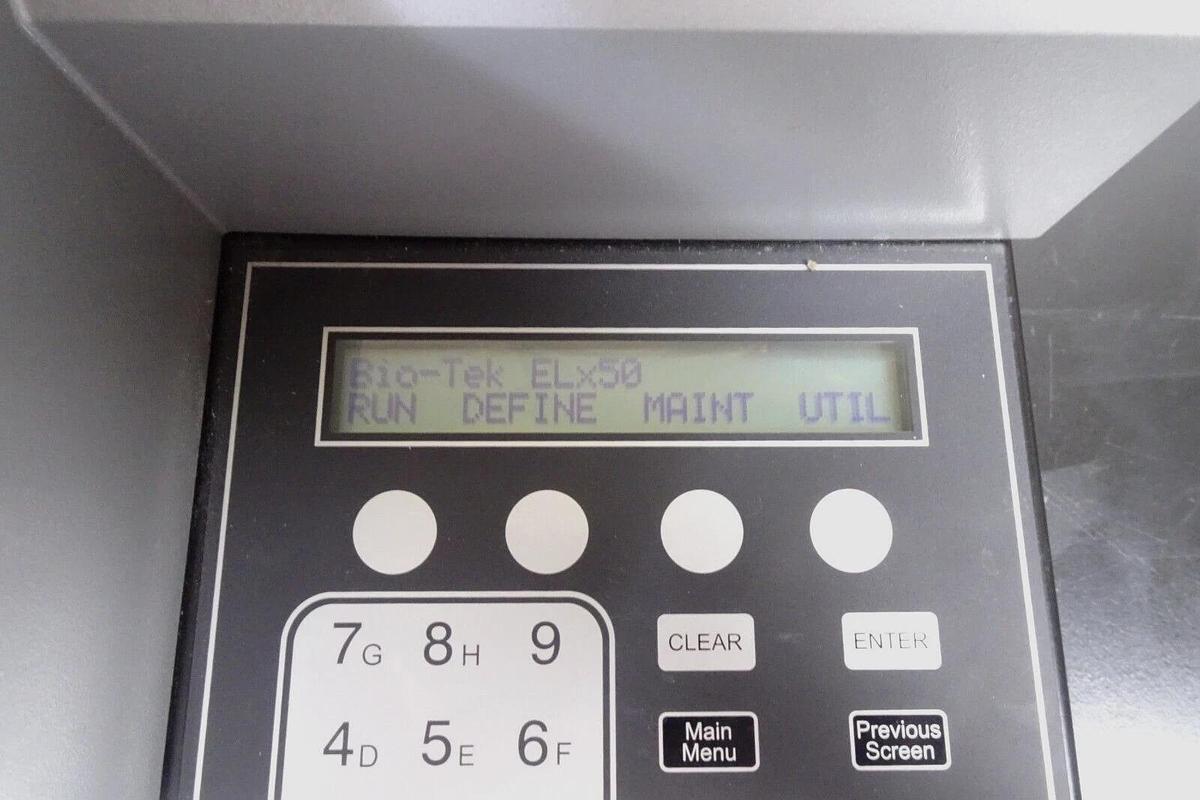 Bio-Tek ELx50
RUN DEFINE MAINT UTIL
7G 8H 9
CLEAR
ENTER
4D 5E 6F
Main
Menu
Previous
Screen